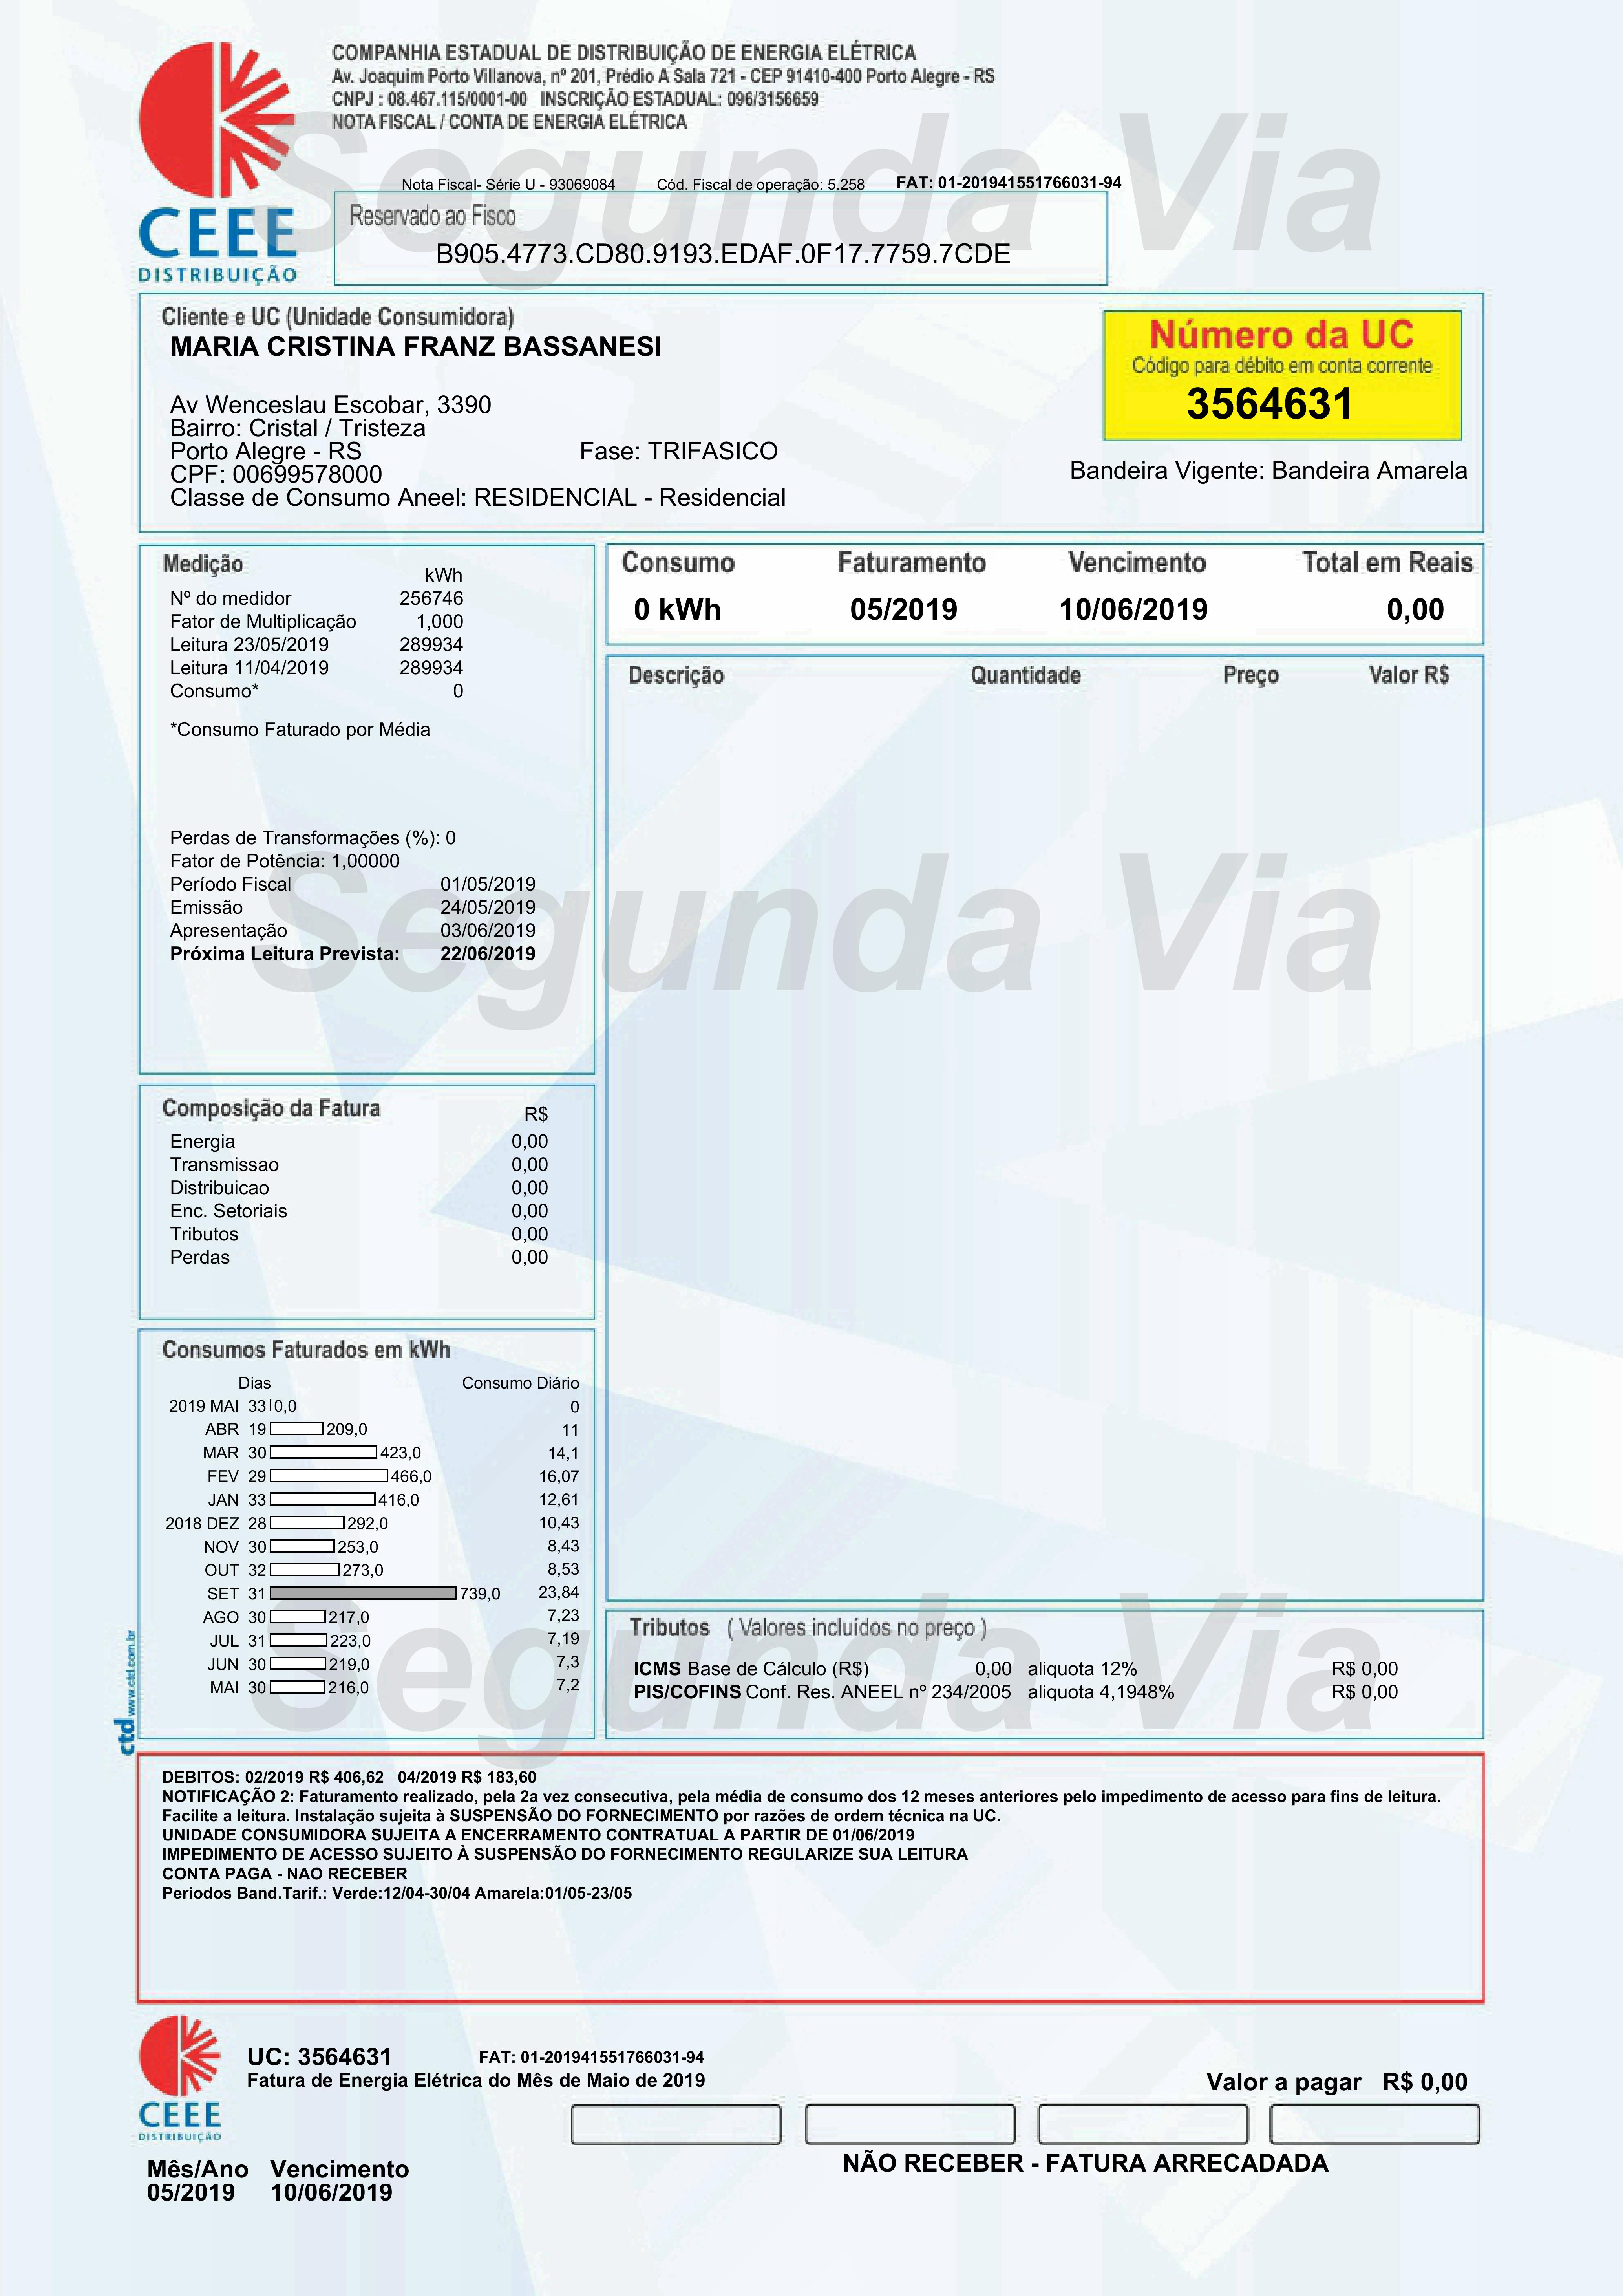 COMPANHIA ESTADUAL DE DISTRIBUIÇÃO DE ENERGIA ELÉTRICA
Av. Joaquim Porto Villanova, nº 201, Prédio A Sala 721 - CEP 91410-400 Porto Alegre - RS
CNPJ : 08.467.115/0001-00 INSCRIÇÃO ESTADUAL: 096/3156659
NOTA FISCAL / CONTA DE ENERGIA ELÉTRICA
Segunda Via
Nota Fiscal- Série U - 93069084 Cód. Fiscal de operação: 5.258 FAT: 01-201941551766031-94
CEEE
DISTRIBUIÇÃO
Reservado ao Fisco
B905.4773.CD80.9193.EDAF.0F17.7759.7CDE
Cliente e UC (Unidade Consumidora)
MARIA CRISTINA FRANZ BASSANESI
Av Wenceslau Escobar, 3390
Bairro: Cristal / Tristeza
Porto Alegre - RS Fase: TRIFASICO
CPF: 00699578000
Classe de Consumo Aneel: RESIDENCIAL - Residencial
Número da UC
Código para débito em conta corrente
3564631
Bandeira Vigente: Bandeira Amarela
Medição
kWh
Nº do medidor 256746
Fator de Multiplicação 1,000
Leitura 23/05/2019 289934
Leitura 11/04/2019 289934
Consumo* 0
*Consumo Faturado por Média
Perdas de Transformações (%): 0
Fator de Potência: 1,00000
Período Fiscal 01/05/2019
Emissão 24/05/2019
Apresentação 03/06/2019
Próxima Leitura Prevista: 22/06/2019
Consumo Faturamento Vencimento Total em Reais
0 kWh 05/2019 10/06/2019 0,00
Descrição Quantidade Preço Valor R$
Segunda Via
Composição da Fatura R$
Energia 0,00
Transmissao 0,00
Distribuicao 0,00
Enc. Setoriais 0,00
Tributos 0,00
Perdas 0,00
Consumos Faturados em kWh
Dias Consumo Diário
2019 MAI 33 0,0 0
ABR 19 209,0 11
MAR 30 423,0 14,1
FEV 29 466,0 16,07
JAN 33 416,0 12,61
2018 DEZ 28 292,0 10,43
NOV 30 253,0 8,43
OUT 32 273,0 8,53
SET 31 739,0 23,84
AGO 30 217,0 7,23
JUL 31 223,0 7,19
JUN 30 219,0 7,3
MAI 30 216,0 7,2
ctd www.ctd.com.br
Segunda Via
Tributos ( Valores incluídos no preço )
ICMS Base de Cálculo (R$) 0,00 aliquota 12% R$ 0,00
PIS/COFINS Conf. Res. ANEEL nº 234/2005 aliquota 4,1948% R$ 0,00
DEBITOS: 02/2019 R$ 406,62 04/2019 R$ 183,60
NOTIFICAÇÃO 2: Faturamento realizado, pela 2a vez consecutiva, pela média de consumo dos 12 meses anteriores pelo impedimento de acesso para fins de leitura.
Facilite a leitura. Instalação sujeita à SUSPENSÃO DO FORNECIMENTO por razões de ordem técnica na UC.
UNIDADE CONSUMIDORA SUJEITA A ENCERRAMENTO CONTRATUAL A PARTIR DE 01/06/2019
IMPEDIMENTO DE ACESSO SUJEITO À SUSPENSÃO DO FORNECIMENTO REGULARIZE SUA LEITURA
CONTA PAGA - NAO RECEBER
Periodos Band.Tarif.: Verde:12/04-30/04 Amarela:01/05-23/05
CEEE
DISTRIBUIÇÃO
UC: 3564631 FAT: 01-201941551766031-94
Fatura de Energia Elétrica do Mês de Maio de 2019
Valor a pagar R$ 0,00
NÃO RECEBER - FATURA ARRECADADA
Mês/Ano Vencimento
05/2019 10/06/2019